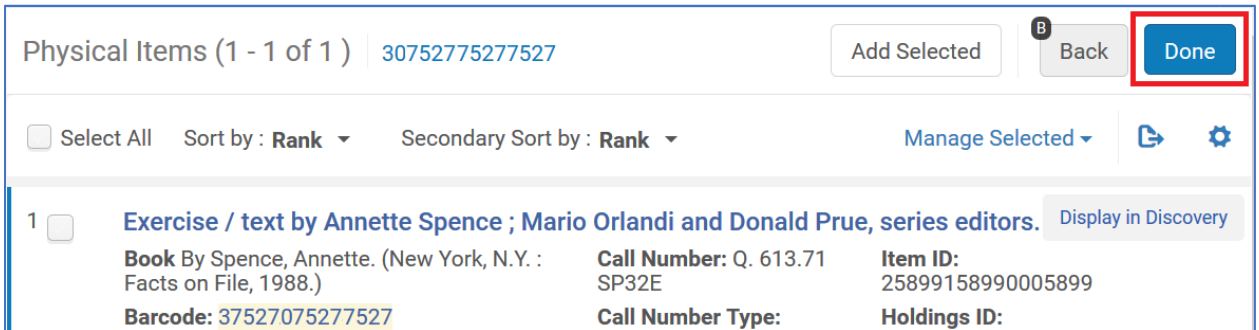 Physical Items (1 - 1 of 1 ) 30752775277527 Add Selected B Back Done
Select All Sort by : Rank Secondary Sort by : Rank Manage Selected
1 Exercise / text by Annette Spence ; Mario Orlandi and Donald Prue, series editors. Display in Discovery
Book By Spence, Annette. (New York, N.Y. : Call Number: Q. 613.71 Item ID:
Facts on File, 1988.) SP32E 25899158990005899
Barcode: 37527075277527 Call Number Type: Holdings ID: